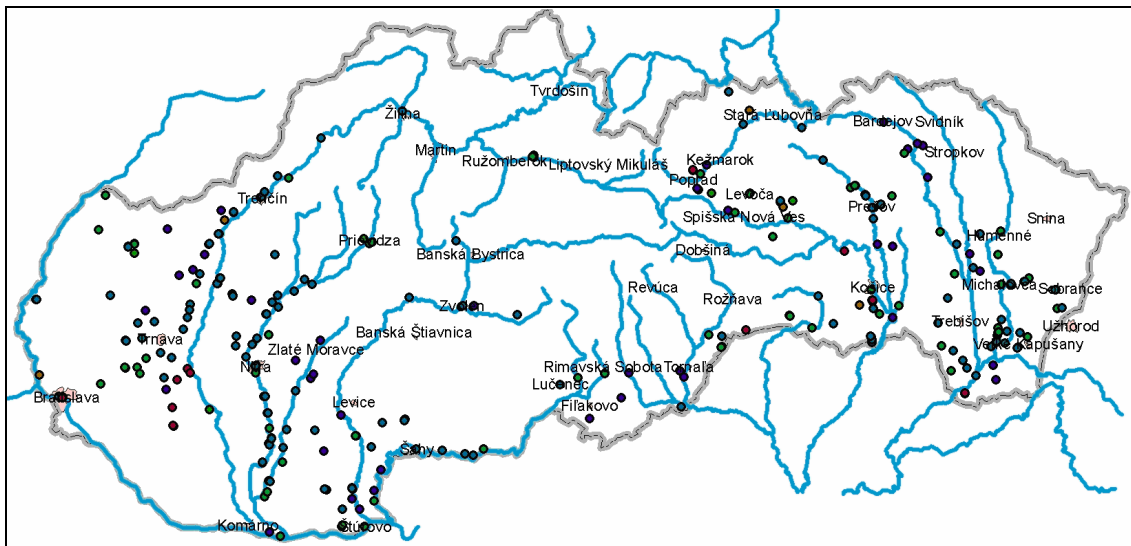 Tvrdošín
Žilina
Stará Ľubovňa
Bardejov
Svidník
Martin
Ružomberok
Liptovský Mikuláš
Kežmarok
Stropkov
Poprad
Trenčín
Levoča
Prešov
Spišská Nová Ves
Snina
Prievidza
Humenné
Banská Bystrica
Dobšina
Revúca
Rožňava
Košice
Michalovce
Sobrance
Zvolen
Banská Štiavnica
Trebišov
Užhorod
Trnava
Zlaté Moravce
Veľké Kapušany
Nitra
Rimavská Sobota
Tornaľa
Lučenec
Bratislava
Levice
Fiľakovo
Šahy
Komárno
Štúrovo